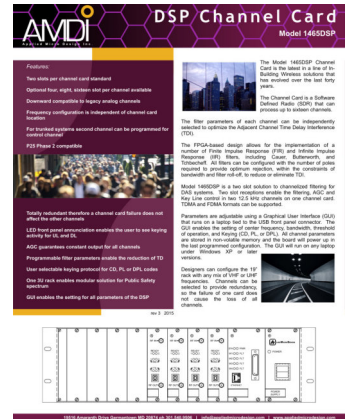 AMDi
Applied Micro Design Inc.
DSP Channel Card
Model 1465DSP
Features:
Two slots per channel card standard
Optional four, eight, sixteen slot per channel available
Downward compatible to legacy analog channels
Frequency configuration is independent of channel card
location
For trunked systems second channel can be programmed for
control channel
P25 Phase 2 compatible
Totally redundant therefore a channel card failure does not
affect the other channels
LED front panel annunciation enables the user to see keying
activity for UL and DL
AGC guarantees constant output for all channels
Programmable filter parameters enable the reduction of TD
User selectable keying protocol for CD, PL or DPL codes
One 3U rack enables modular solution for Public Safety
spectrum
GUI enables the setting for all parameters of the DSP
The Model 1465DSP Channel
Card is the latest in a line of In-
Building Wireless solutions that
has evolved over the last forty
years.
The Channel Card is a Software
Defined Radio (SDR) that can
process up to sixteen channels.
The filter parameters of each channel can be independently
selected to optimize the Adjacent Channel Time Delay Interference
(TDI).
The FPGA-based design allows for the implementation of a
number of Finite Impulse Response (FIR) and Infinite Impulse
Response (IIR) filters, including Cauer, Butterworth, and
Tchbecheff. All filters can be configured with the number of poles
required to provide optimum rejection, within the constraints of
bandwidth and filter roll-off, to reduce or eliminate TDI.
Model 1465DSP is a two slot solution to channelized filtering for
DAS systems. Two slot receptions enable the filtering, AGC and
Key Line control in two 12.5 kHz channels on one channel card.
TDMA and FDMA formats can be supported.
Parameters are adjustable using a Graphical User Interface (GUI)
that runs on a laptop tied to the USB front panel connector. The
GUI enables the setting of center frequency, bandwidth, threshold
of operation, and Keying (CD, PL, or DPL). All channel parameters
are stored in non-volatile memory and the board will power up in
the last programmed configuration. The GUI will run on any laptop
under Windows XP or later
versions.
Designers can configure the 19"
rack with any mix of VHF or UHF
frequencies. Channels can be
selected to provide redundancy,
so the failure of one card does
not cause the loss of all
channels.
rev 3 2015